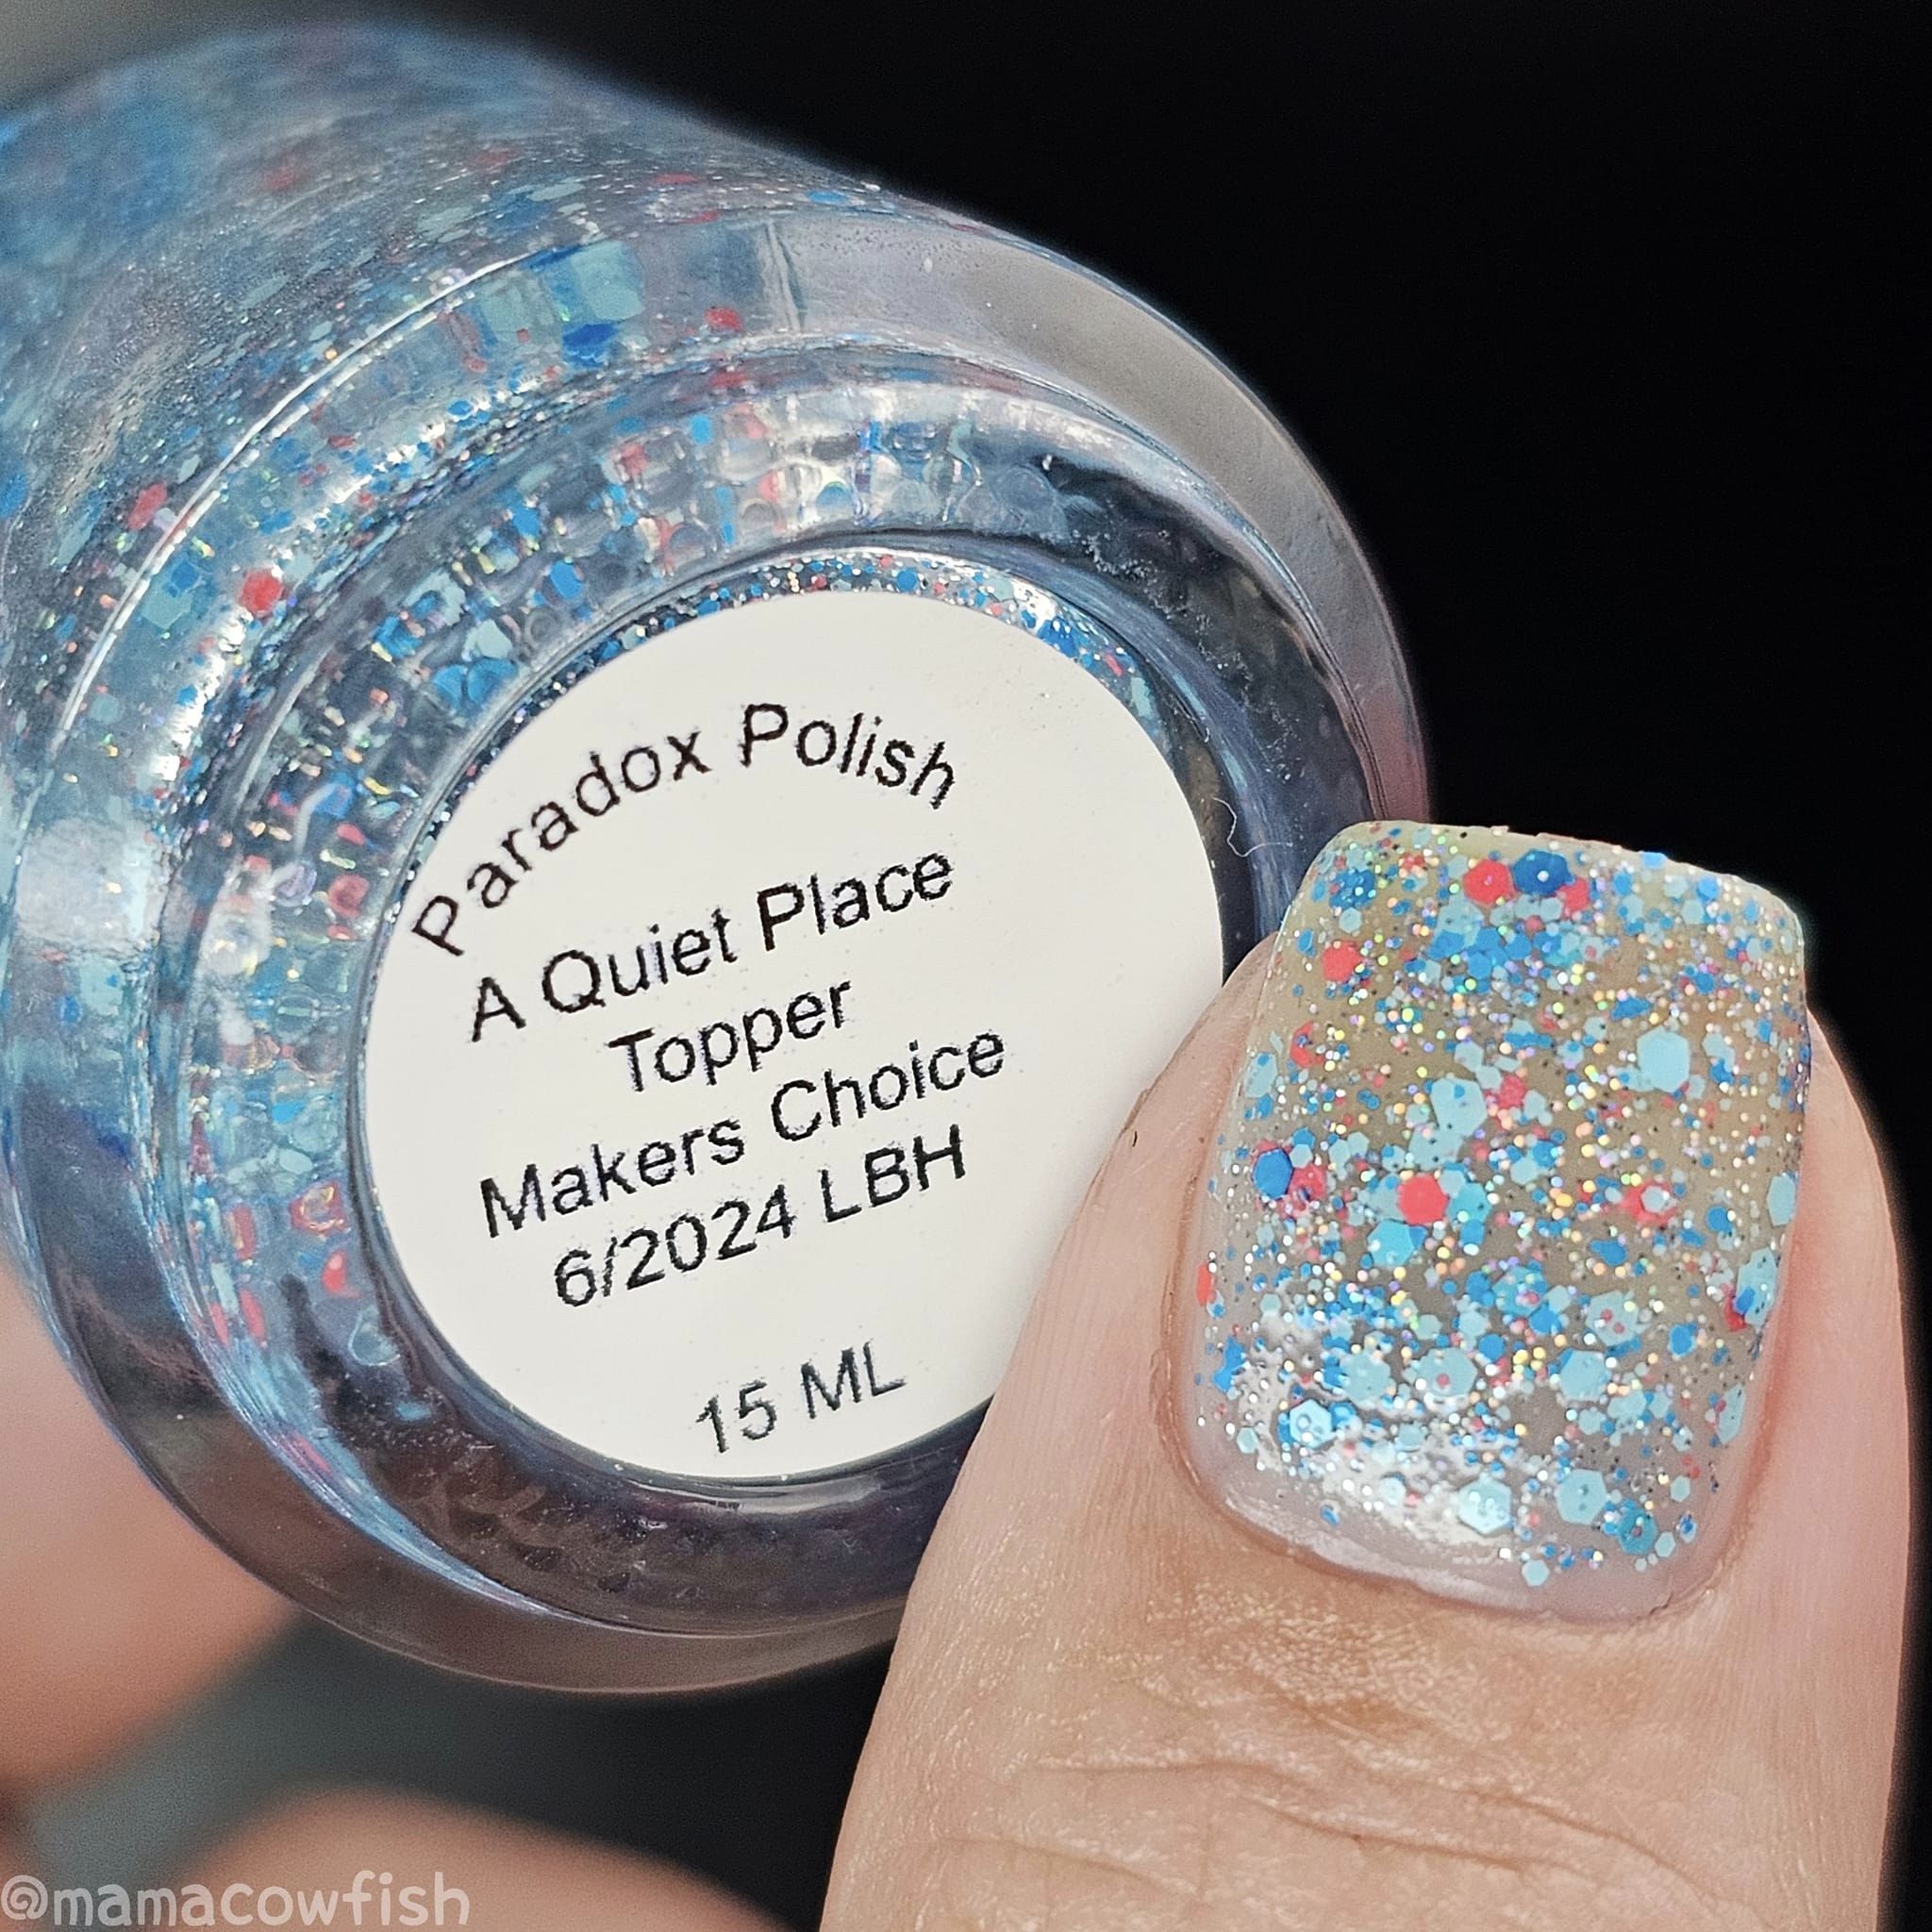 Paradox Polish
A Quiet Place
Topper
Makers Choice
6/2024 LBH
15 ML
@mamacowfish